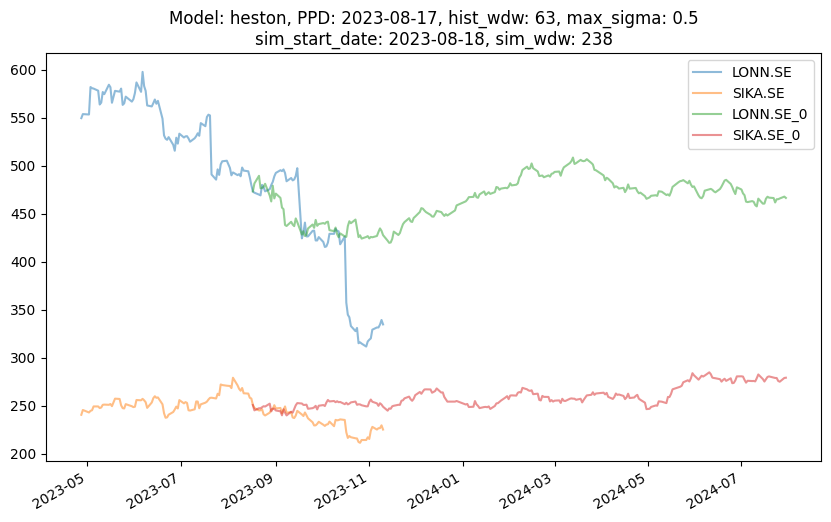 Model: heston, PPD: 2023-08-17, hist_wdw: 63, max_sigma: 0.5
sim_start_date: 2023-08-18, sim_wdw: 238
LONN.SE
SIKA.SE
LONN.SE_0
SIKA.SE_0
600
550
500
450
400
350
300
250
200
2023-05
2023-07
2023-09
2023-11
2024-01
2024-03
2024-05
2024-07